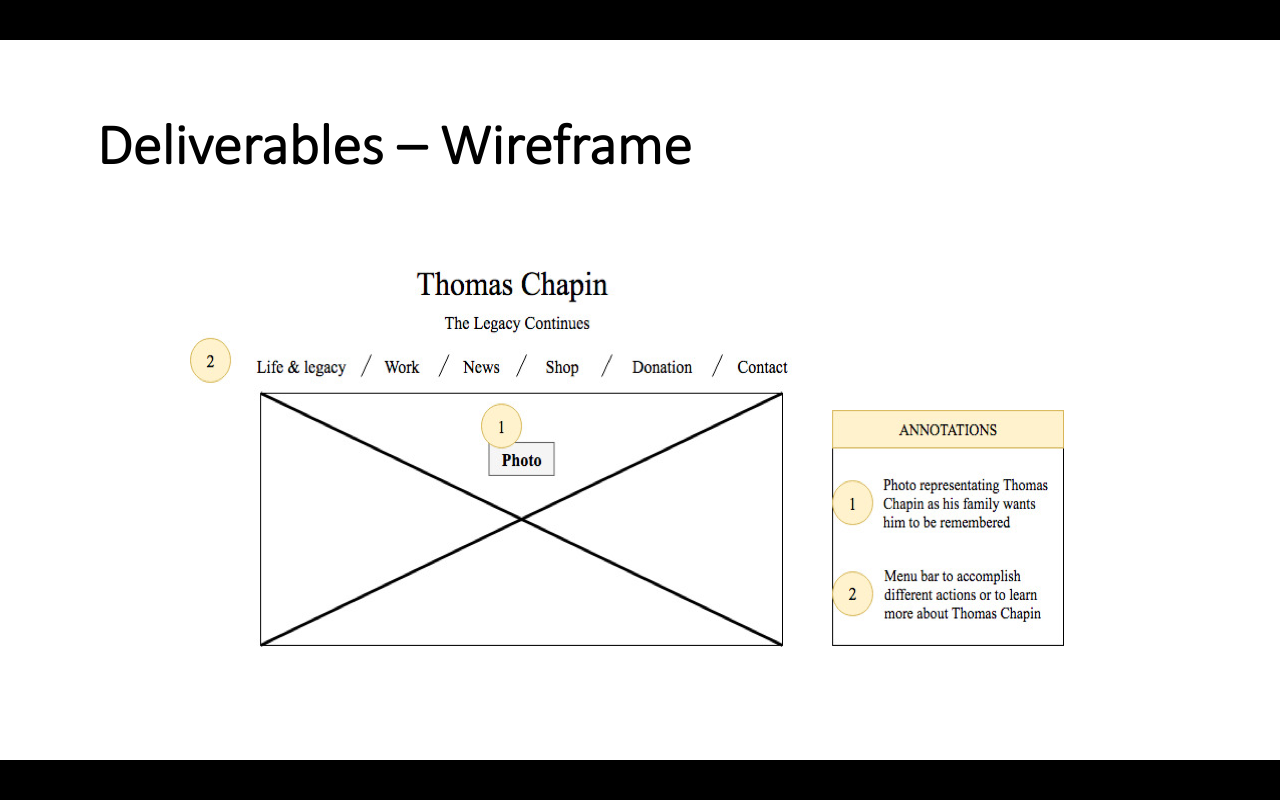 Deliverables – Wireframe
Thomas Chapin
The Legacy Continues
2
Life & legacy / Work / News / Shop / Donation / Contact
1
Photo
ANNOTATIONS
1
Photo representating Thomas
Chapin as his family wants
him to be remembered
2
Menu bar to accomplish
different actions or to learn
more about Thomas Chapin